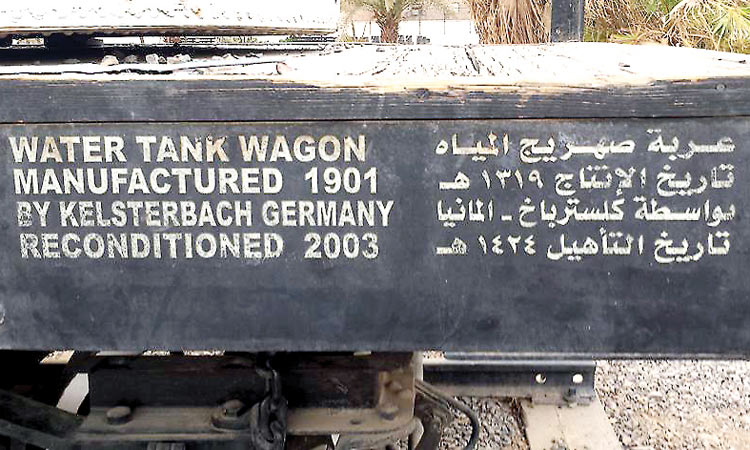 WATER TANK WAGON
MANUFACTURED 1901
BY KELSTERBACH GERMANY
RECONDITIONED 2003
عربة صهريج المياه
تاريخ الإنتاج ١٣١٩ هـ
بواسطة كلسترباخ - المانيا
تاريخ التأهيل ١٤٢٤ هـ